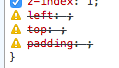 z-index: 1;
left: ;
top: ;
padding: ;
}